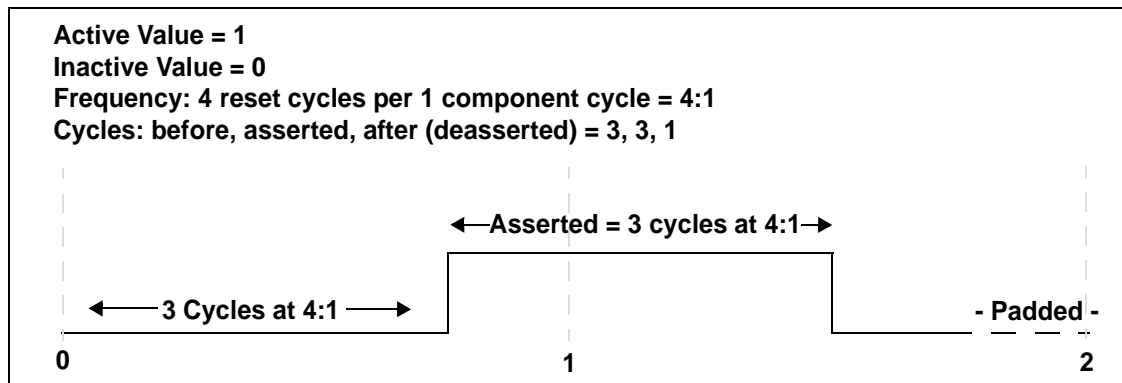 Active Value = 1
Inactive Value = 0
Frequency: 4 reset cycles per 1 component cycle = 4:1
Cycles: before, asserted, after (deasserted) = 3, 3, 1
Asserted = 3 cycles at 4:1
3 Cycles at 4:1
- Padded -
0 1 2